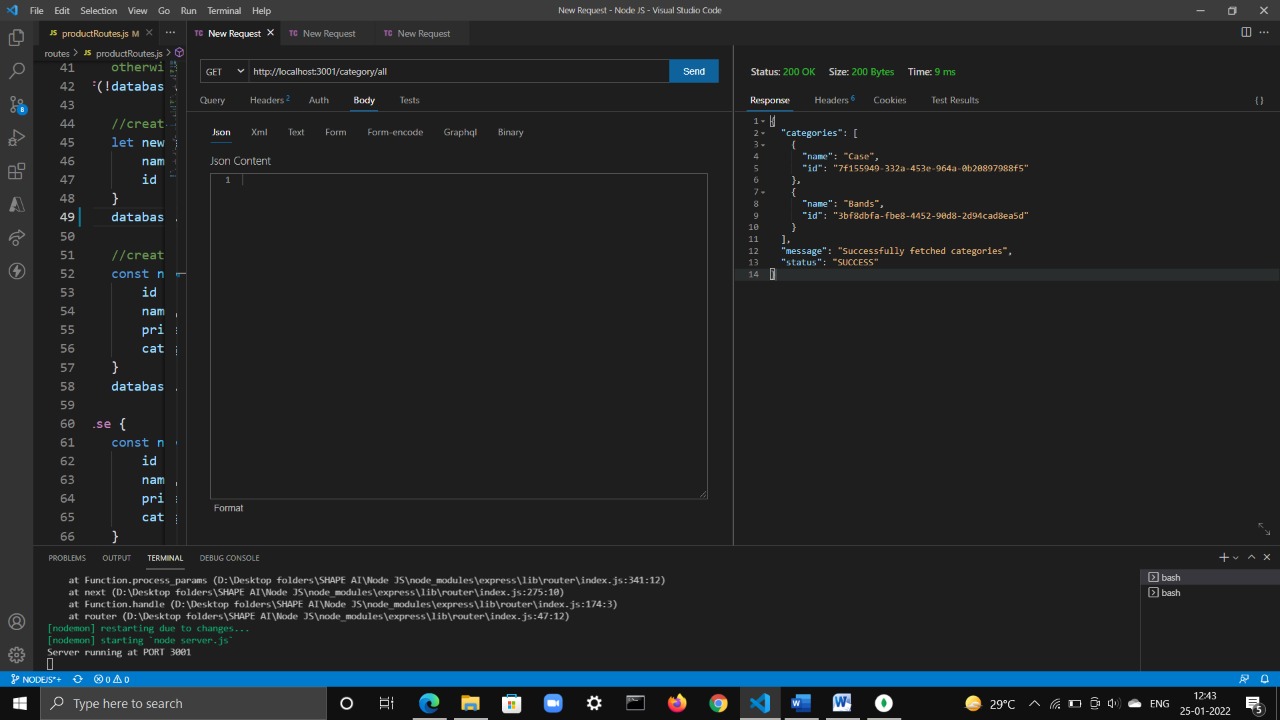 File Edit Selection View Go Run Terminal Help
New Request - Node JS - Visual Studio Code
JS productRoutes.js M
TC New Request
TC New Request
TC New Request
routes > JS productRoutes.js >
GET
http://localhost:3001/category/all
Send
Query Headers 2 Auth Body Tests
Json Xml Text Form Form-encode Graphql Binary
Json Content
1
Format
41 otherwi
42 (!databas
43
44 //creat
45 let new
46 nam
47 id
48 }
49 databas
50
51 //creat
52 const n
53 id
54 nam
55 pri
56 cat
57 }
58 databas
59
60 .se {
61 const n
62 id
63 nam
64 pri
65 cat
66 }
Status: 200 OK Size: 200 Bytes Time: 9 ms
Response Headers 6 Cookies Test Results {}
1 {
2 "categories": [
3 {
4 "name": "Case",
5 "id": "7f155949-332a-453e-964a-0b20897988f5"
6 },
7 {
8 "name": "Bands",
9 "id": "3bf8dbfa-fbe8-4452-90d8-2d94cad8ea5d"
10 }
11 ],
12 "message": "Successfully fetched categories",
13 "status": "SUCCESS"
14 }
PROBLEMS OUTPUT TERMINAL DEBUG CONSOLE
at Function.process_params (D:\Desktop folders\SHAPE AI\Node JS\node_modules\express\lib\router\index.js:341:12)
at next (D:\Desktop folders\SHAPE AI\Node JS\node_modules\express\lib\router\index.js:275:10)
at Function.handle (D:\Desktop folders\SHAPE AI\Node JS\node_modules\express\lib\router\index.js:174:3)
at router (D:\Desktop folders\SHAPE AI\Node JS\node_modules\express\lib\router\index.js:47:12)
[nodemon] restarting due to changes...
[nodemon] starting `node server.js`
Server running at PORT 3001
bash
bash
8
NODEJS*+ 0 0
Type here to search
29°C
ENG
12:43
25-01-2022
5